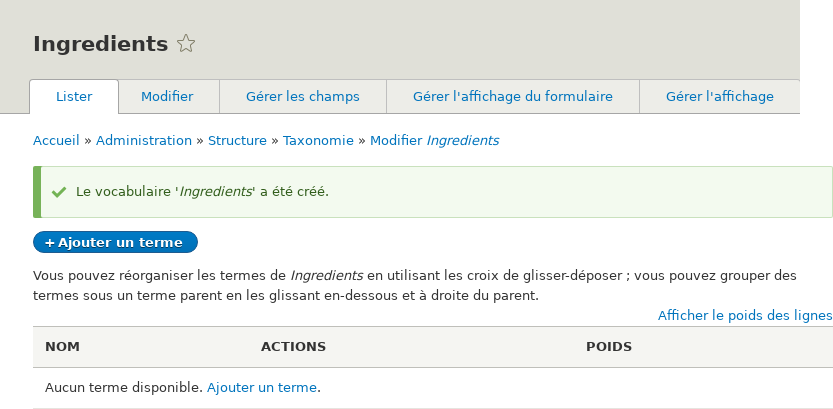 Ingredients
Lister Modifier Gérer les champs Gérer l'affichage du formulaire Gérer l'affichage
Accueil » Administration » Structure » Taxonomie » Modifier Ingredients
Le vocabulaire 'Ingredients' a été créé.
+ Ajouter un terme
Vous pouvez réorganiser les termes de Ingredients en utilisant les croix de glisser-déposer ; vous pouvez grouper des
termes sous un terme parent en les glissant en-dessous et à droite du parent.
Afficher le poids des lignes
NOM ACTIONS POIDS
Aucun terme disponible. Ajouter un terme.